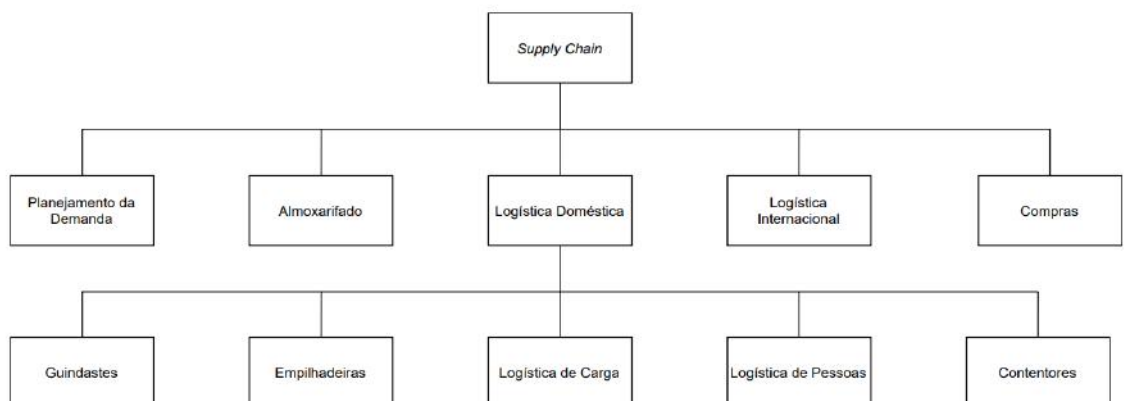 Supply Chain
Planejamento da
Demanda
Almoxarifado
Logística Doméstica
Logística
Internacional
Compras
Guindastes
Empilhadeiras
Logística de Carga
Logística de Pessoas
Contentores